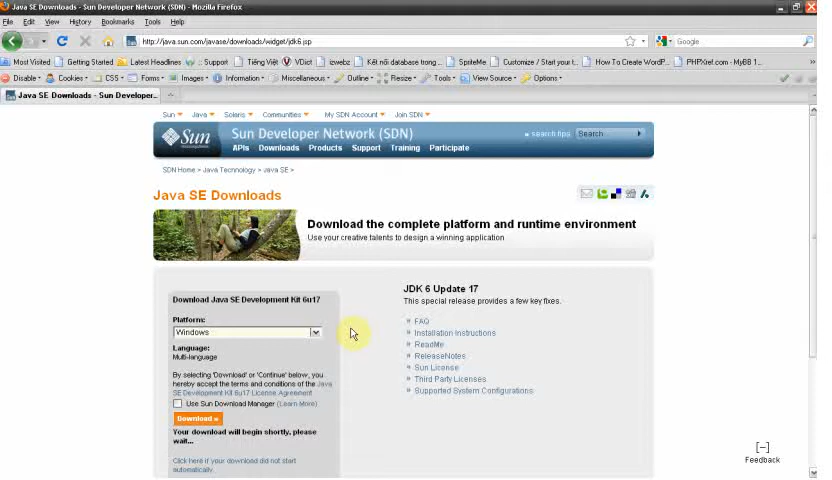 Java SE Downloads - Sun Developer Network (SDN) - Mozilla Firefox
File Edit View History Bookmarks Tools Help
http://java.sun.com/javase/downloads/widget/jdk6.jsp
Google
Most Visited Getting Started Latest Headlines :: Support Tiếng Việt VDict izwebz Kết nối database trong ... SpriteMe Customize / Start your t... How To Create WordP... PHPXref.com - MyBB 1...
Disable Cookies CSS Forms Images Information Miscellaneous Outline Resize Tools View Source Options
Java SE Downloads - Sun Developer...
Sun Java Solaris Communities My SDN Account Join SDN
Sun Sun Developer Network (SDN)
search tips Search...
APIs Downloads Products Support Training Participate
SDN Home > Java Technology > Java SE >
Java SE Downloads
Download the complete platform and runtime environment
Use your creative talents to design a winning application
Download Java SE Development Kit 6u17
Platform:
Windows
Language:
Multi-language
By selecting 'Download' or 'Continue' below, you
hereby accept the terms and conditions of the Java
SE Development Kit 6u17 License Agreement
Use Sun Download Manager (Learn More)
Download »
Your download will begin shortly, please
wait...
Click here if your download did not start
automatically.
JDK 6 Update 17
This special release provides a few key fixes.
» FAQ
» Installation Instructions
» ReadMe
» ReleaseNotes
» Sun License
» Third Party Licenses
» Supported System Configurations
[-]
Feedback